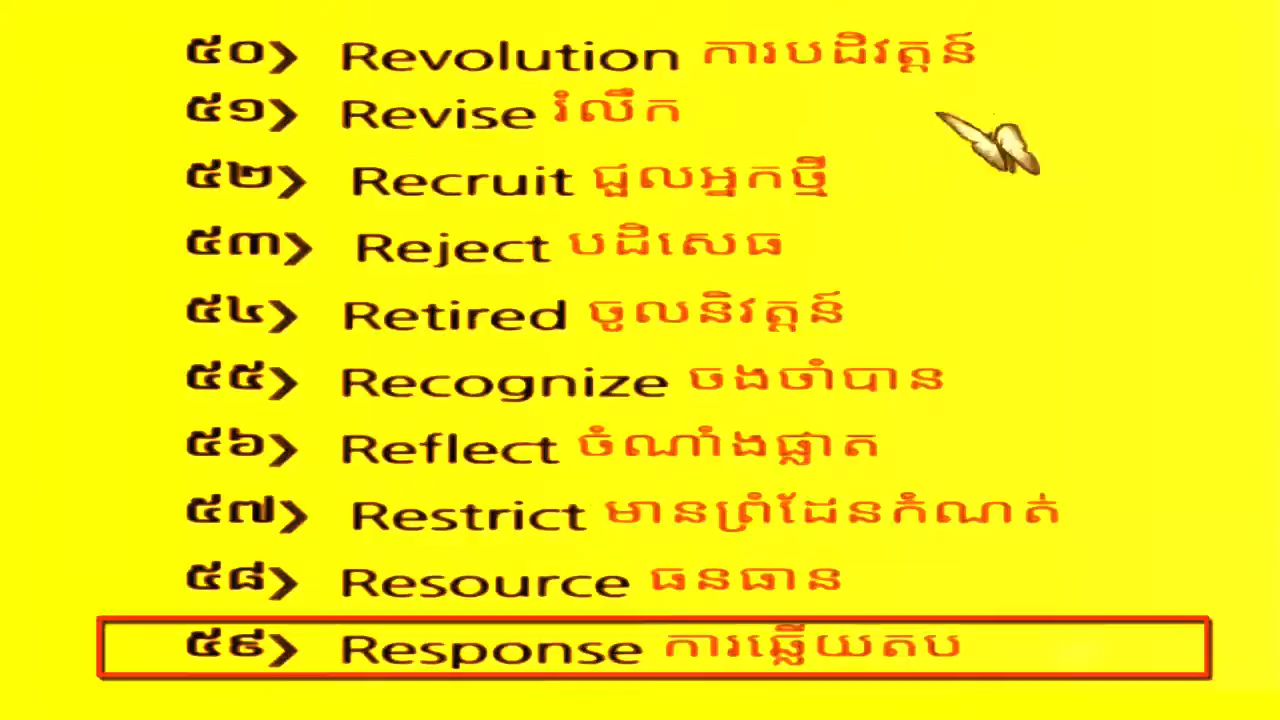 ៥០> Revolution ការបដិវត្តន៍
៥១> Revise រំលឹក
៥២> Recruit ជួលអ្នកថ្មី
៥៣> Reject បដិសេធ
៥៤> Retired ចូលនិវត្តន៍
៥៥> Recognize ចងចាំបាន
៥៦> Reflect ចំណាំងផ្លាត
៥៧> Restrict មានព្រំដែនកំណត់
៥៨> Resource ធនធាន
៥៩> Response ការឆ្លើយតប